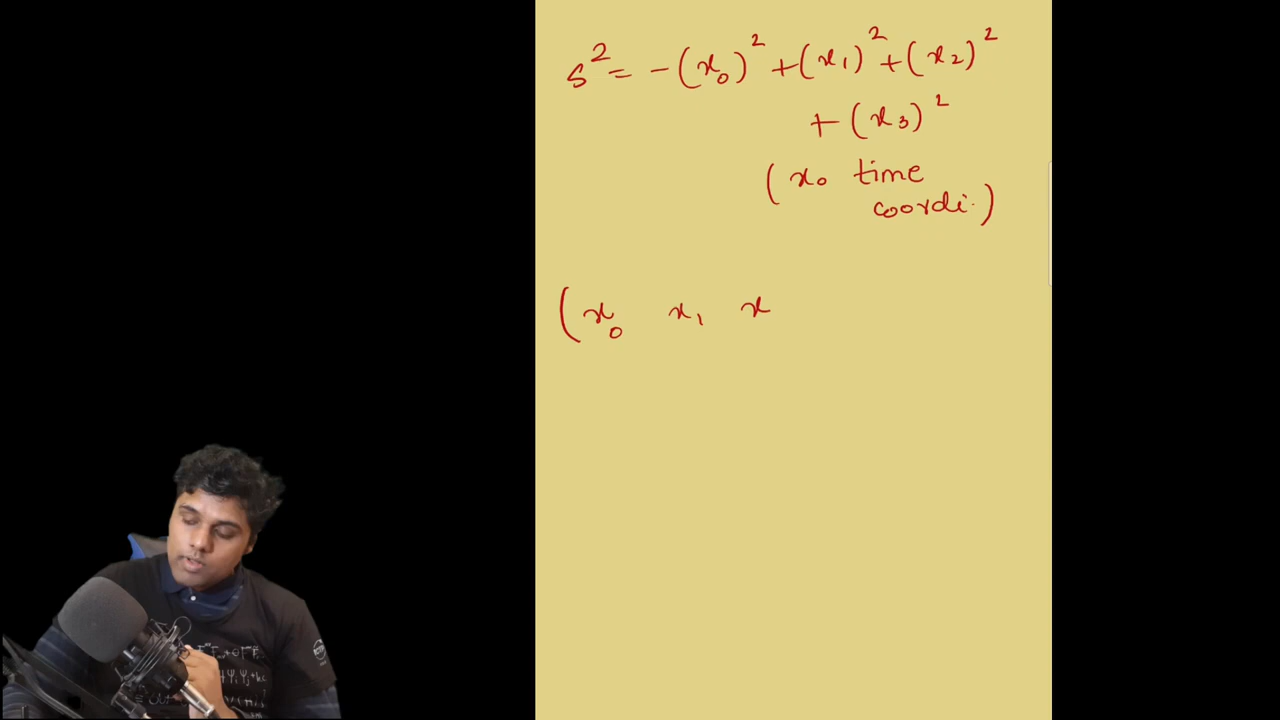 s² = -(x₀)² + (x₁)² + (x₂)²
+ (x₃)²
(x₀ time
coordi.)
(x₀ x₁ x